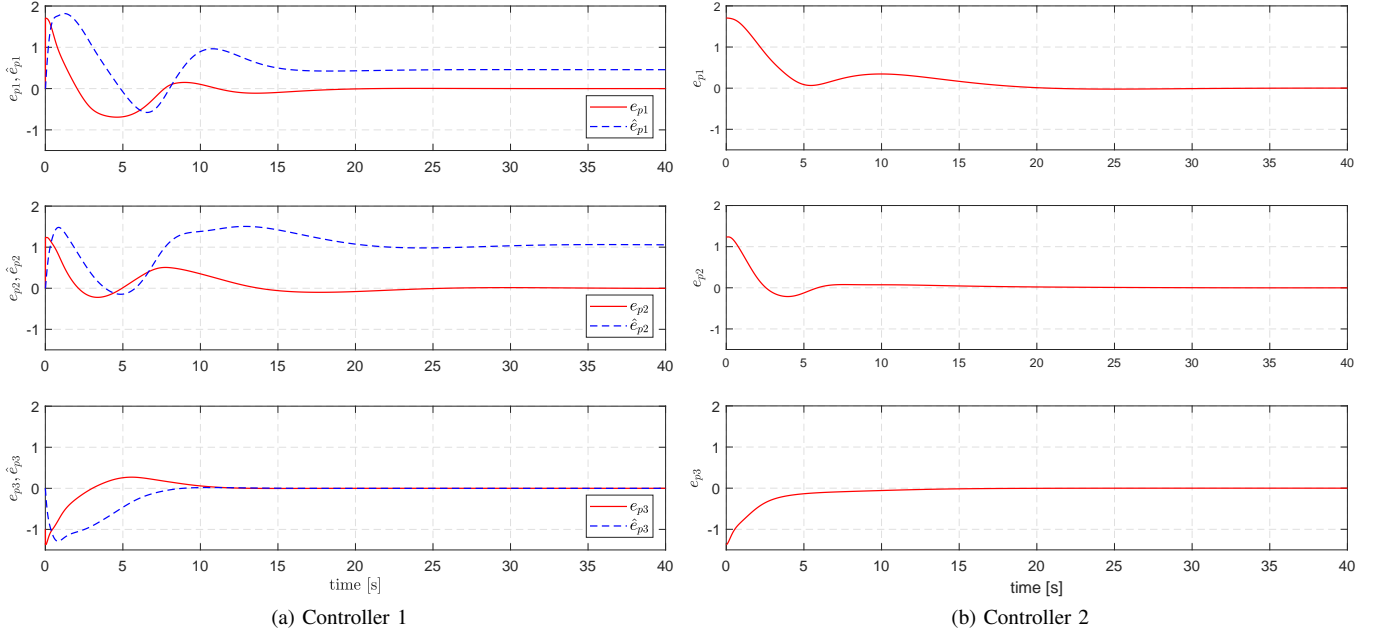 2
1
0
-1
0 5 10 15 20 25 30 35 40
e_{p1}, ê_{p1}
e_{p1}
ê_{p1}
2
1
0
-1
0 5 10 15 20 25 30 35 40
e_{p2}, ê_{p2}
e_{p2}
ê_{p2}
2
1
0
-1
0 5 10 15 20 25 30 35 40
e_{p3}, ê_{p3}
e_{p3}
ê_{p3}
time [s]
(a) Controller 1
2
1
0
-1
0 5 10 15 20 25 30 35 40
e_{p1}
2
1
0
-1
0 5 10 15 20 25 30 35 40
e_{p2}
2
1
0
-1
0 5 10 15 20 25 30 35 40
e_{p3}
time [s]
(b) Controller 2